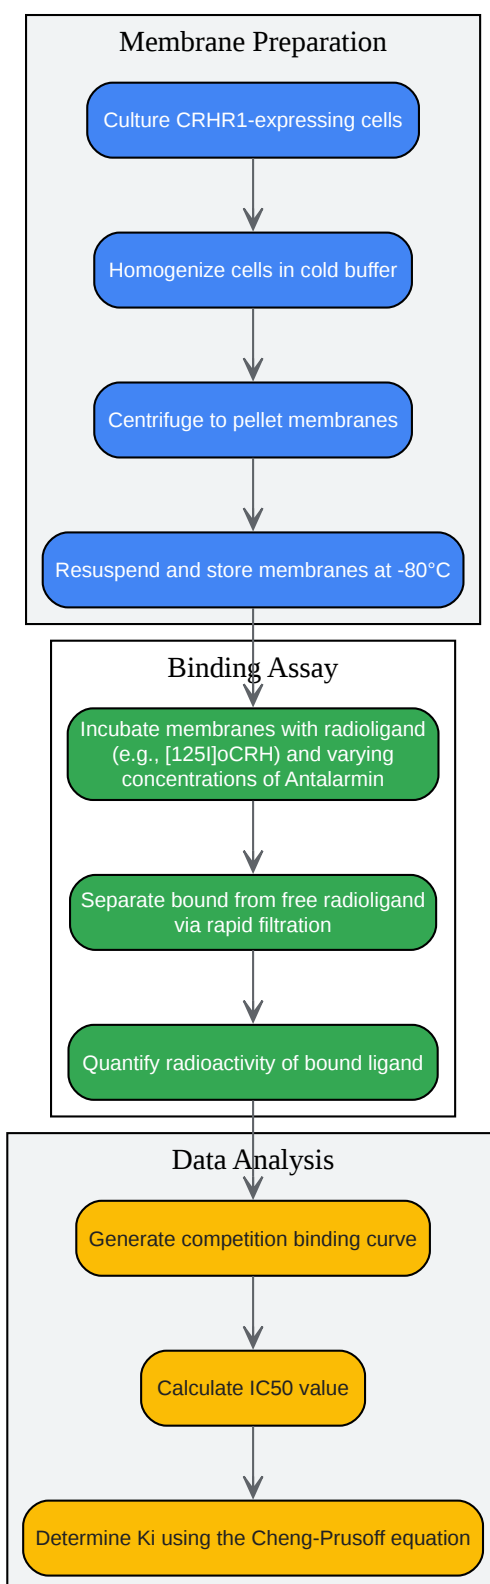 Membrane Preparation
Culture CRHR1-expressing cells
Homogenize cells in cold buffer
Centrifuge to pellet membranes
Resuspend and store membranes at -80°C
Binding Assay
Incubate membranes with radioligand
(e.g., [125I]oCRH) and varying
concentrations of Antalarmin
Separate bound from free radioligand
via rapid filtration
Quantify radioactivity of bound ligand
Data Analysis
Generate competition binding curve
Calculate IC50 value
Determine Ki using the Cheng-Prusoff equation